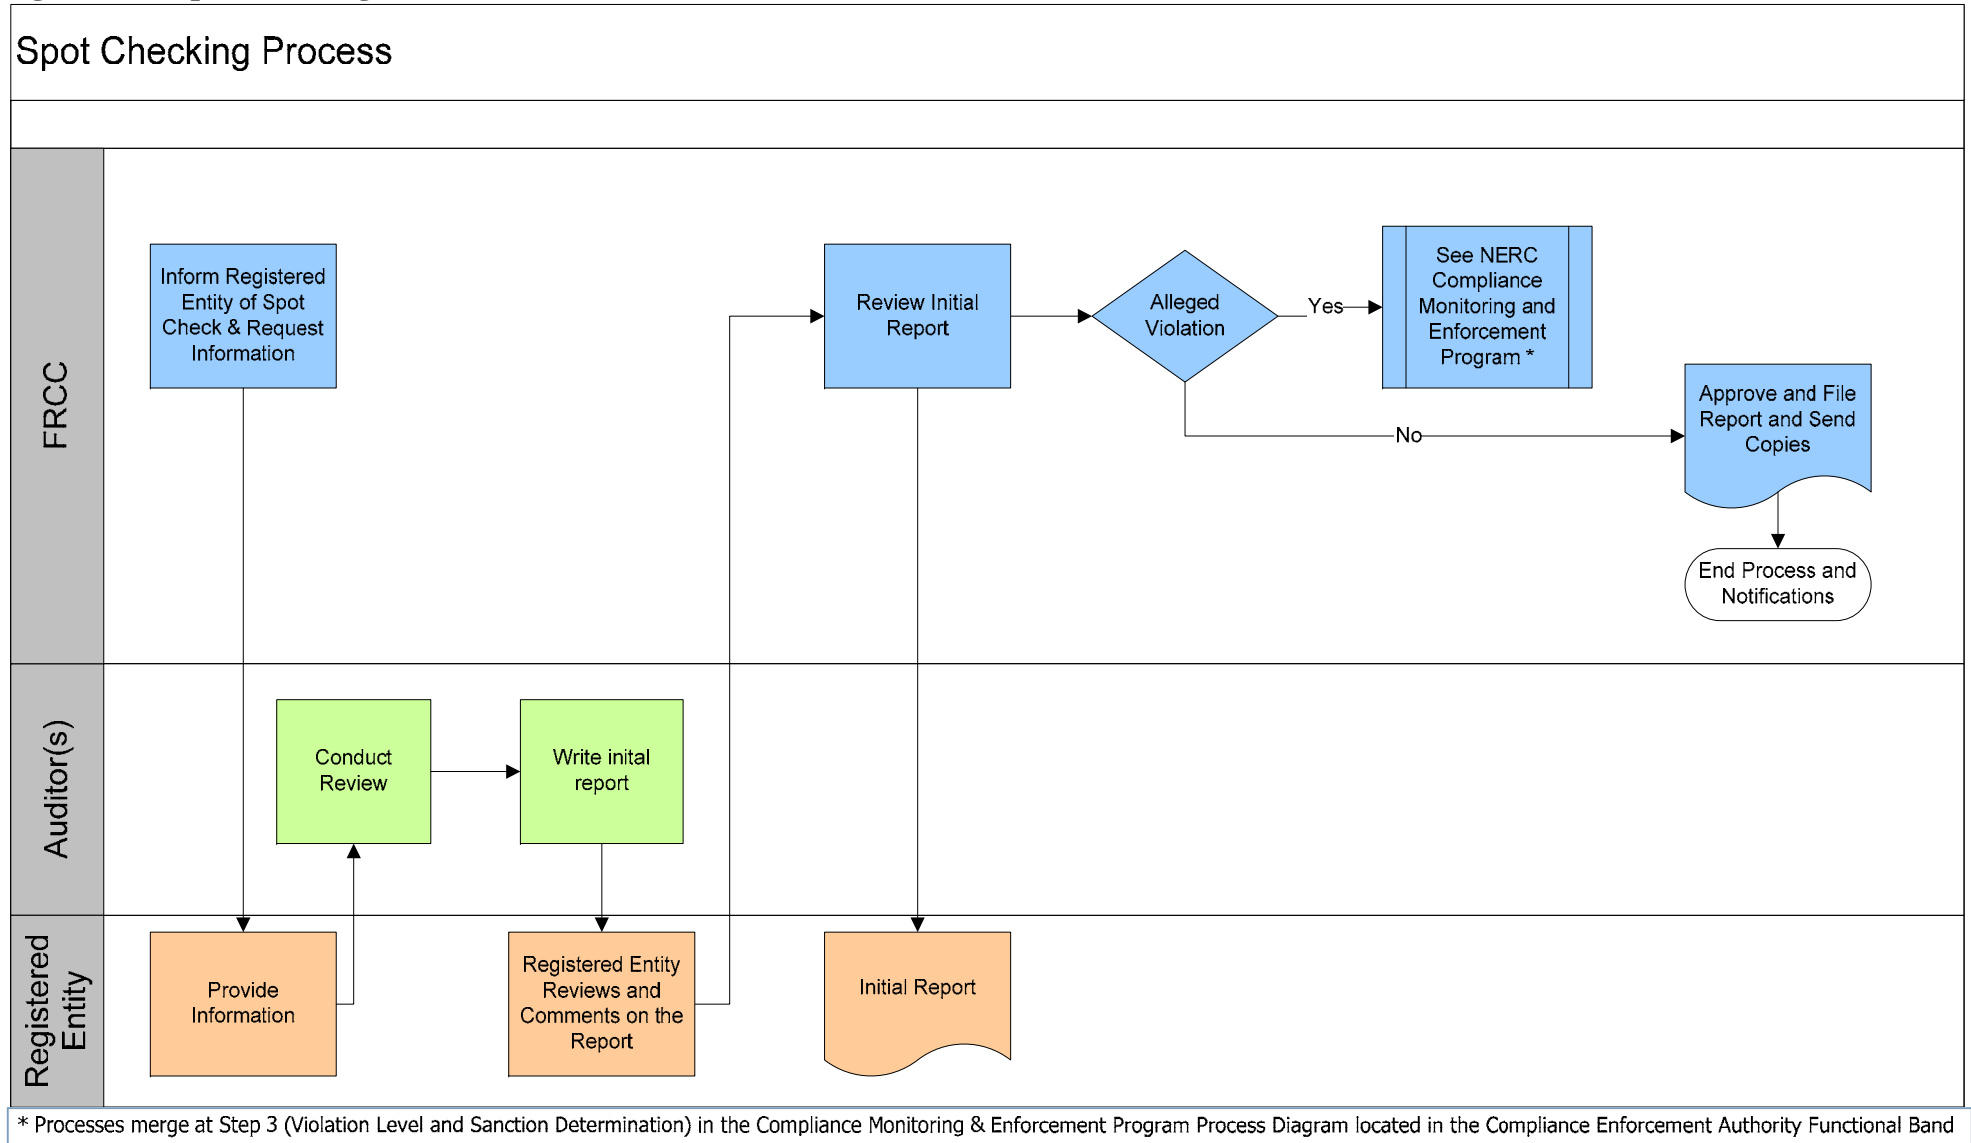 Spot Checking Process
FRCC
Inform Registered
Entity of Spot
Check & Request
Information
Review Initial
Report
Alleged
Violation
Yes
See NERC
Compliance
Monitoring and
Enforcement
Program *
No
Approve and File
Report and Send
Copies
End Process and
Notifications
Auditor(s)
Conduct
Review
Write inital
report
Registered
Entity
Provide
Information
Registered Entity
Reviews and
Comments on the
Report
Initial Report
* Processes merge at Step 3 (Violation Level and Sanction Determination) in the Compliance Monitoring & Enforcement Program Process Diagram located in the Compliance Enforcement Authority Functional Band